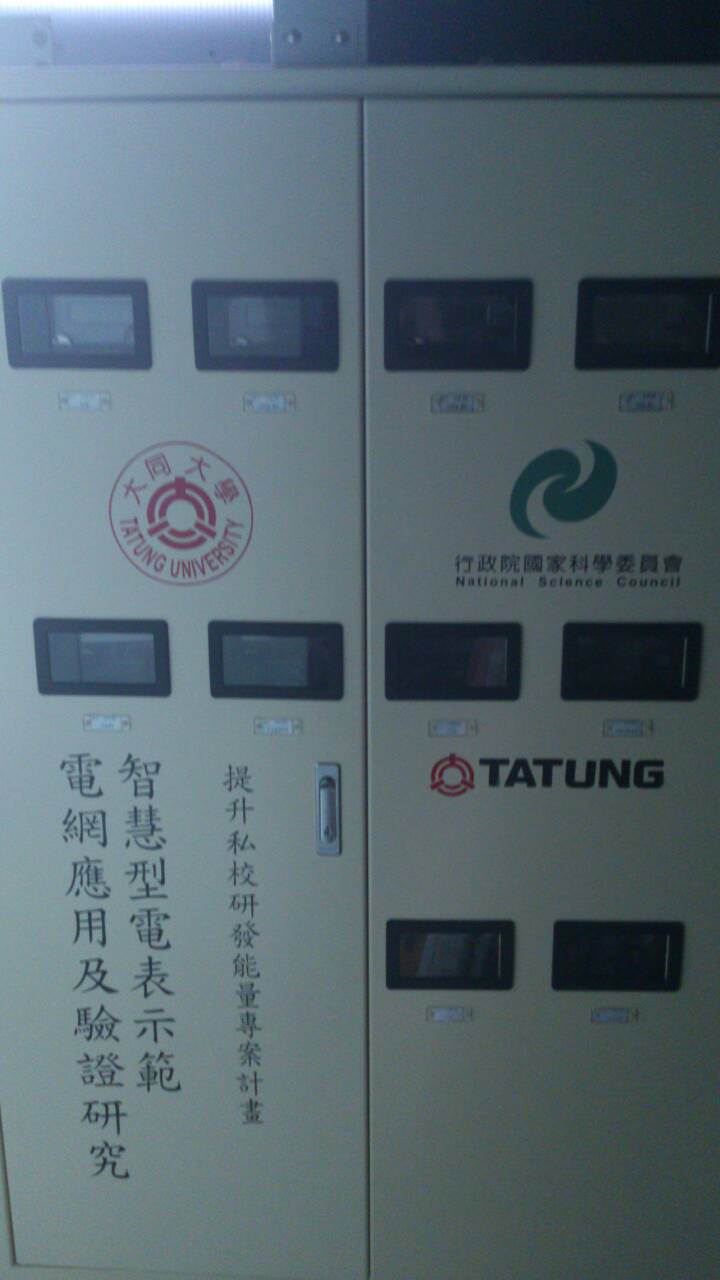 大同大學
TATUNG UNIVERSITY
行政院國家科學委員會
National Science Council
TATUNG
提升私校研發能量專案計畫
智慧型電表示範
電網應用及驗證研究